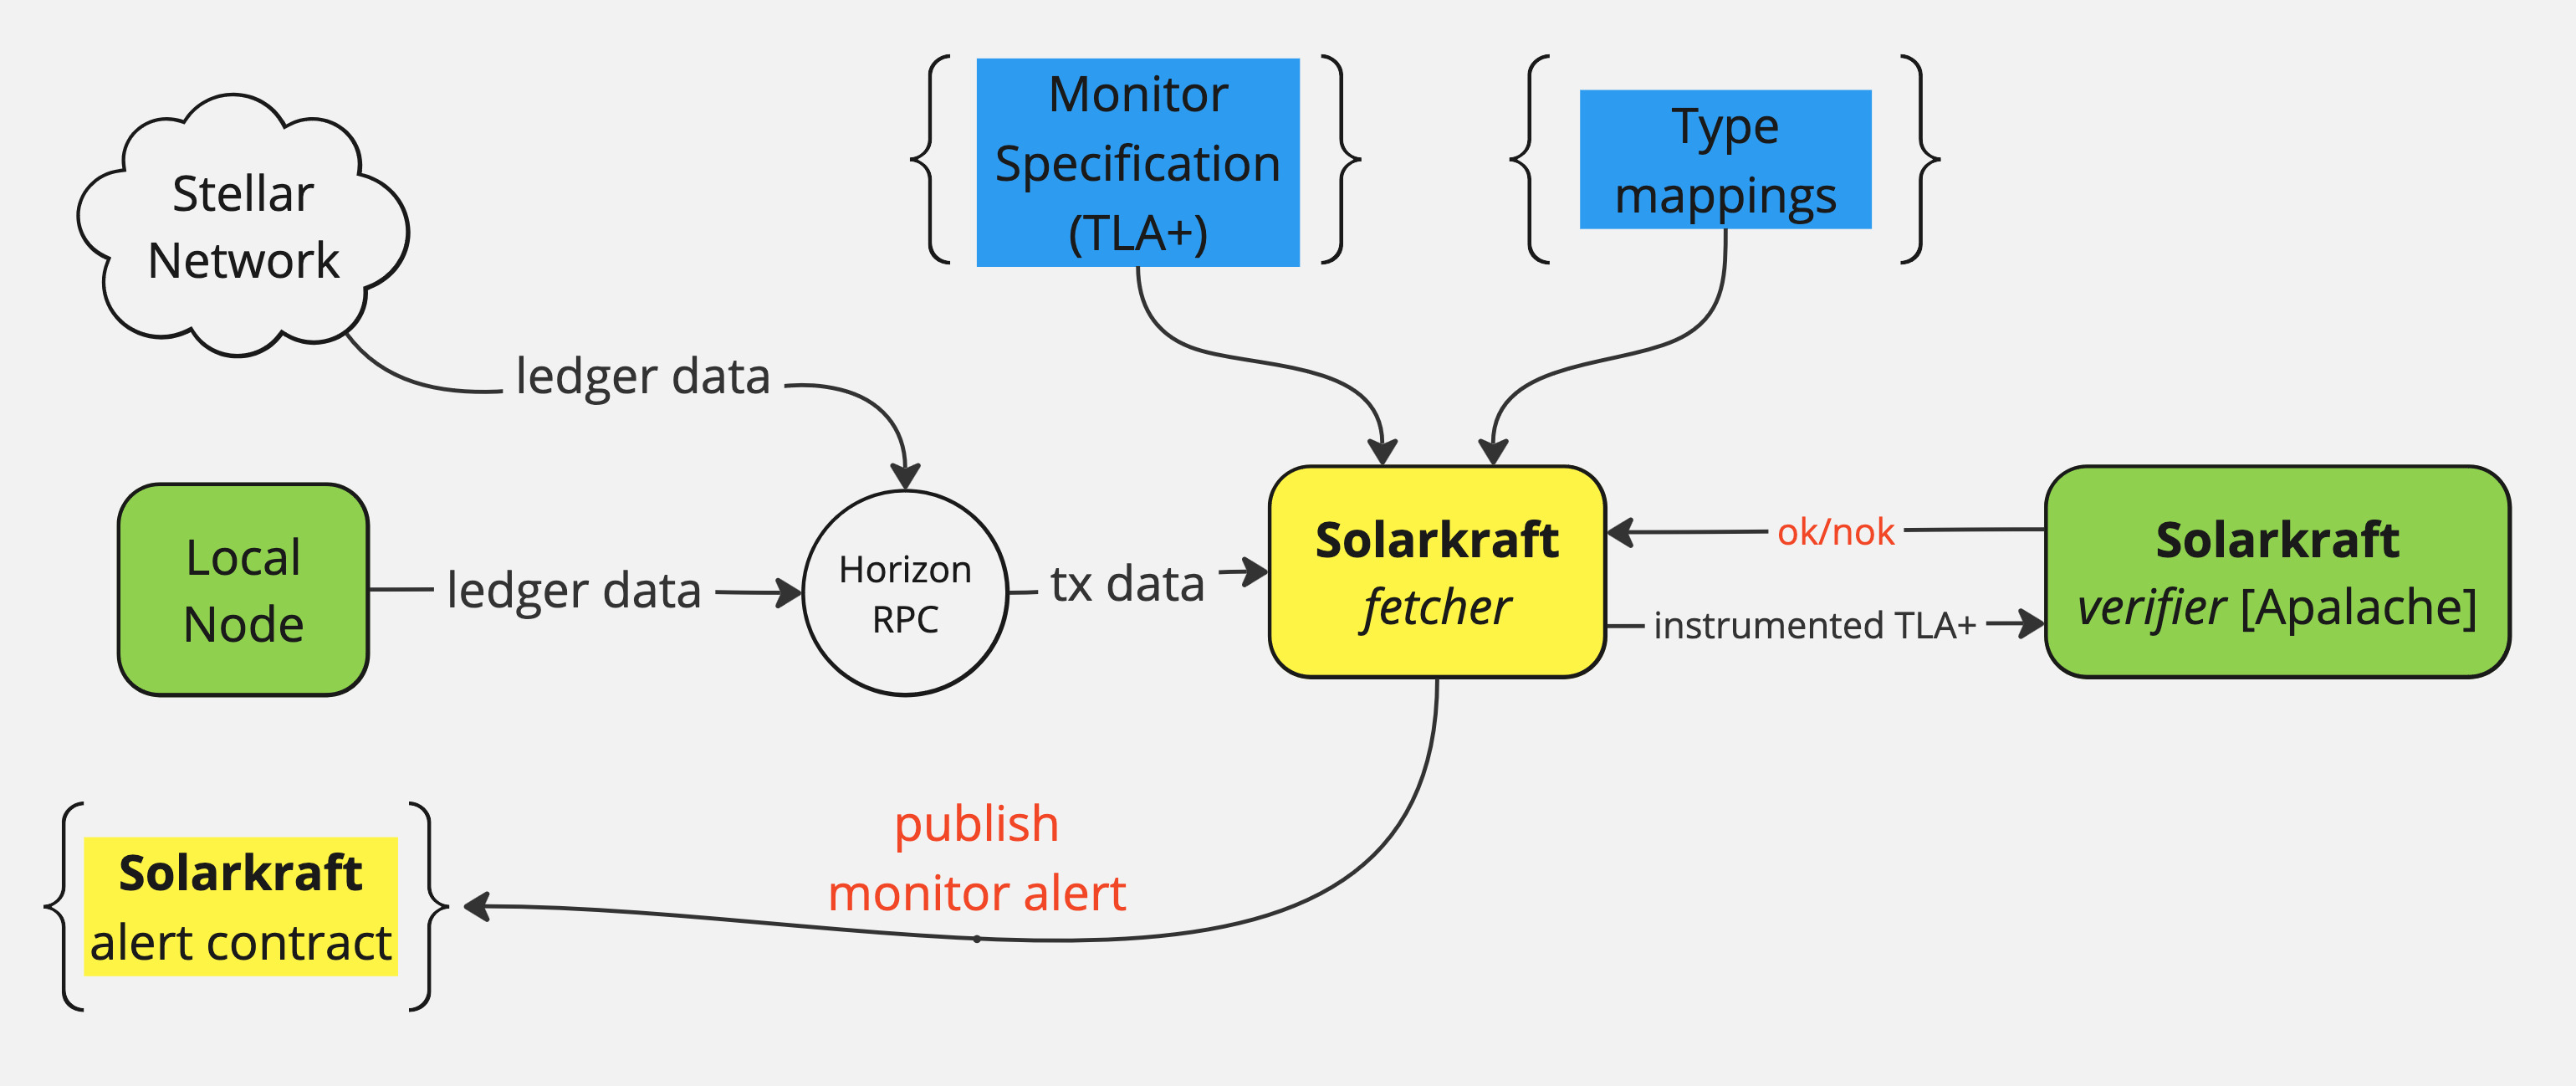 Monitor
Specification
(TLA+)
Type
mappings
Stellar
Network
ledger data
Local
Node
ledger data
Horizon
RPC
tx data
Solarkraft
fetcher
ok/nok
instrumented TLA+
Solarkraft
verifier [Apalache]
publish
monitor alert
Solarkraft
alert contract